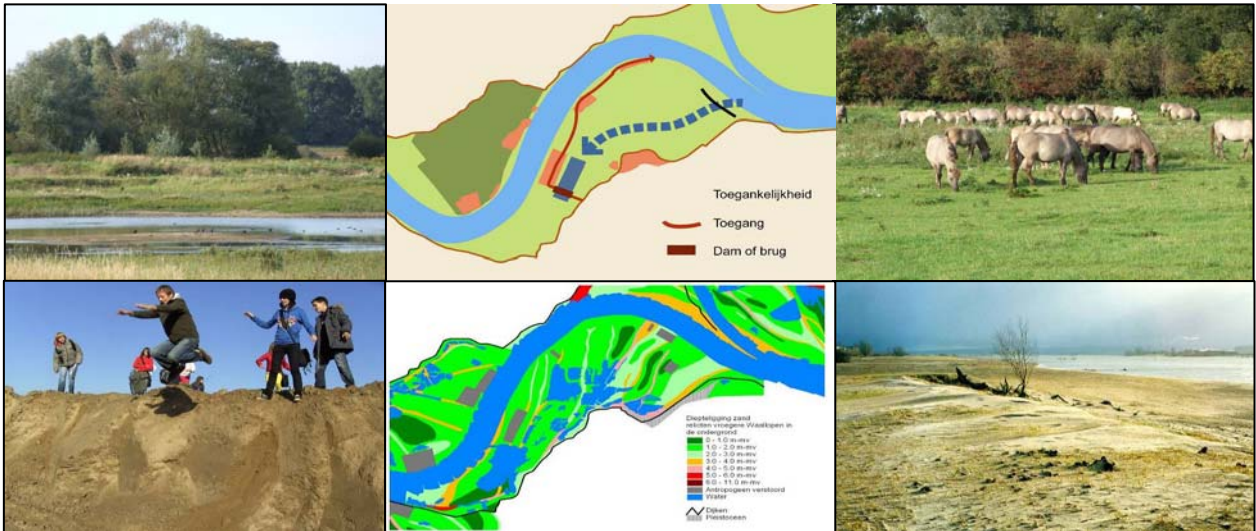 Toegankelijkheid
Toegang
Dam of brug
Diepteligging zand
relicten vroegere Waallopen in
de ondergrond
0 - 1.0 m-mv
1.0 - 2.0 m-mv
2.0 - 3.0 m-mv
3.0 - 4.0 m-mv
4.0 - 5.0 m-mv
5.0 - 6.0 m-mv
6.0 - 11.0 m-mv
Antropogeen verstoord
Water
Dijken
Pleistoceen